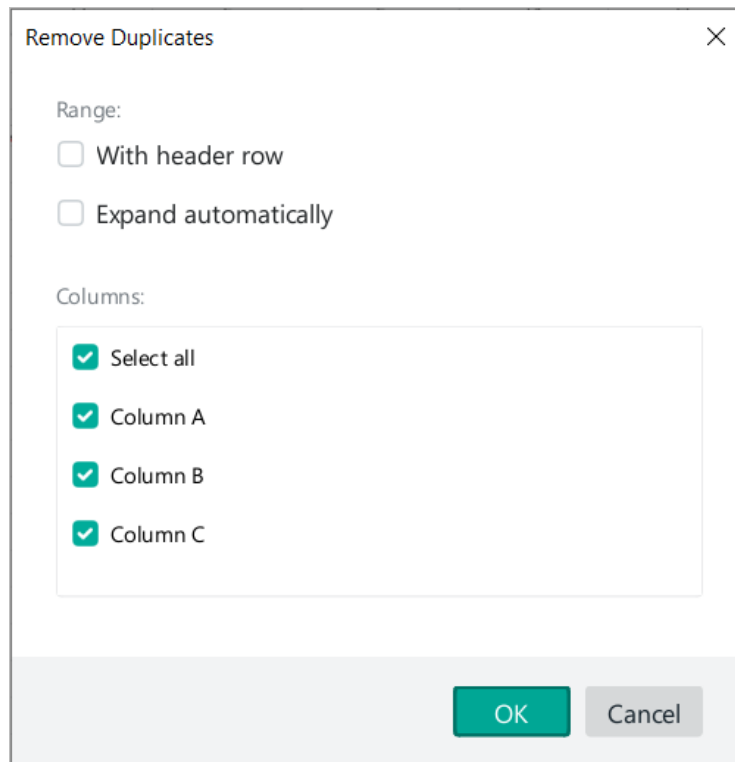 Remove Duplicates
Range:
With header row
Expand automatically
Columns:
Select all
Column A
Column B
Column C
OK Cancel